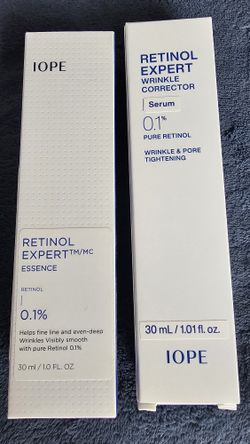 IOPE
RETINOL
EXPERT™/MC
ESSENCE
RETINOL
0.1%
Helps fine line and even-deep
Wrinkles Visibly smooth
with pure Retinol 0.1%
30 ml / 1.0 FL. OZ.
RETINOL
EXPERT
WRINKLE
CORRECTOR
Serum
0.1%
PURE RETINOL
WRINKLE & PORE
TIGHTENING
30 mL / 1.01 fl. oz.
IOPE